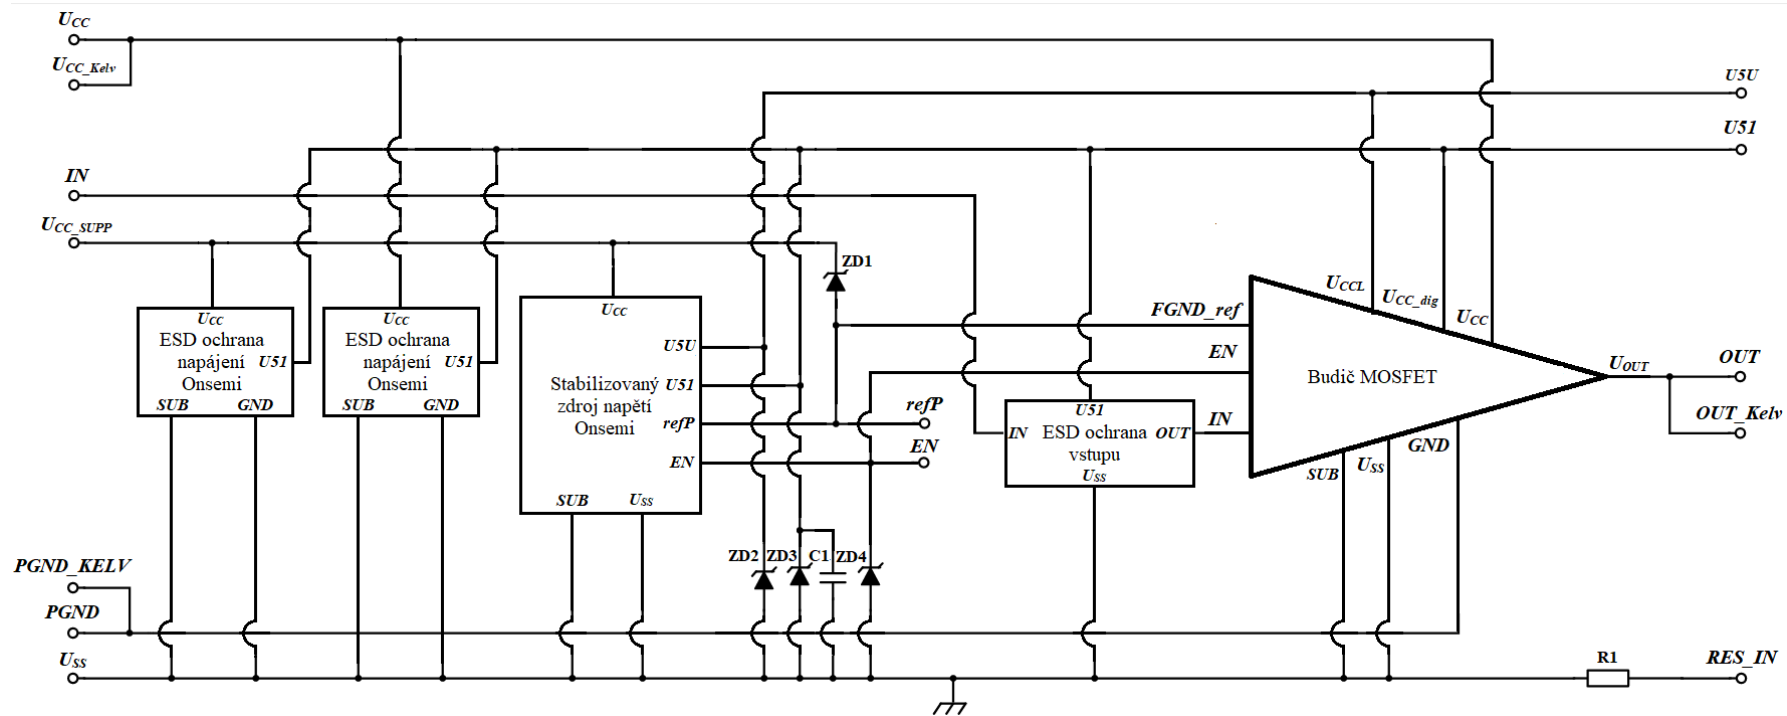 UCC
UCC_Kelv
U5U
U51
IN
UCC_SUPP
ZD1
UCCL
UCC_dig
UCC
FGND_ref
EN
UCC
ESD ochrana
napájení
Onsemi
U51
SUB GND
UCC
ESD ochrana
napájení
Onsemi
U51
SUB GND
UCC
U5U
U51
Stabilizovaný
zdroj napětí
Onsemi
refP
EN
SUB USS
refP
EN
U51
IN
ESD ochrana
vstupu
OUT
USS
IN
Budič MOSFET
UOUT
OUT
OUT_Kelv
GND
USS
SUB
ZD2
ZD3
C1
ZD4
PGND_KELV
PGND
USS
R1
RES_IN